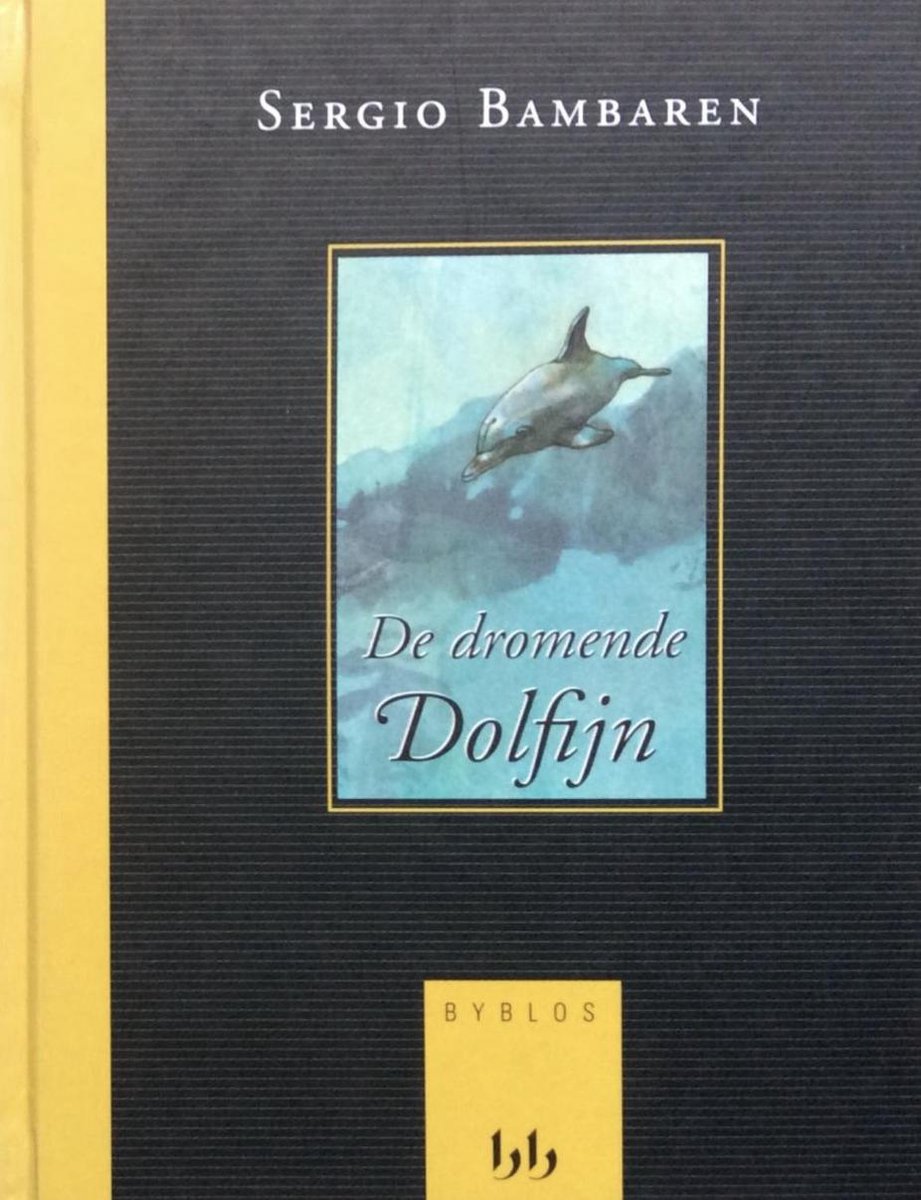 SERGIO BAMBAREN
De dromende
Dolfijn
BYBLOS